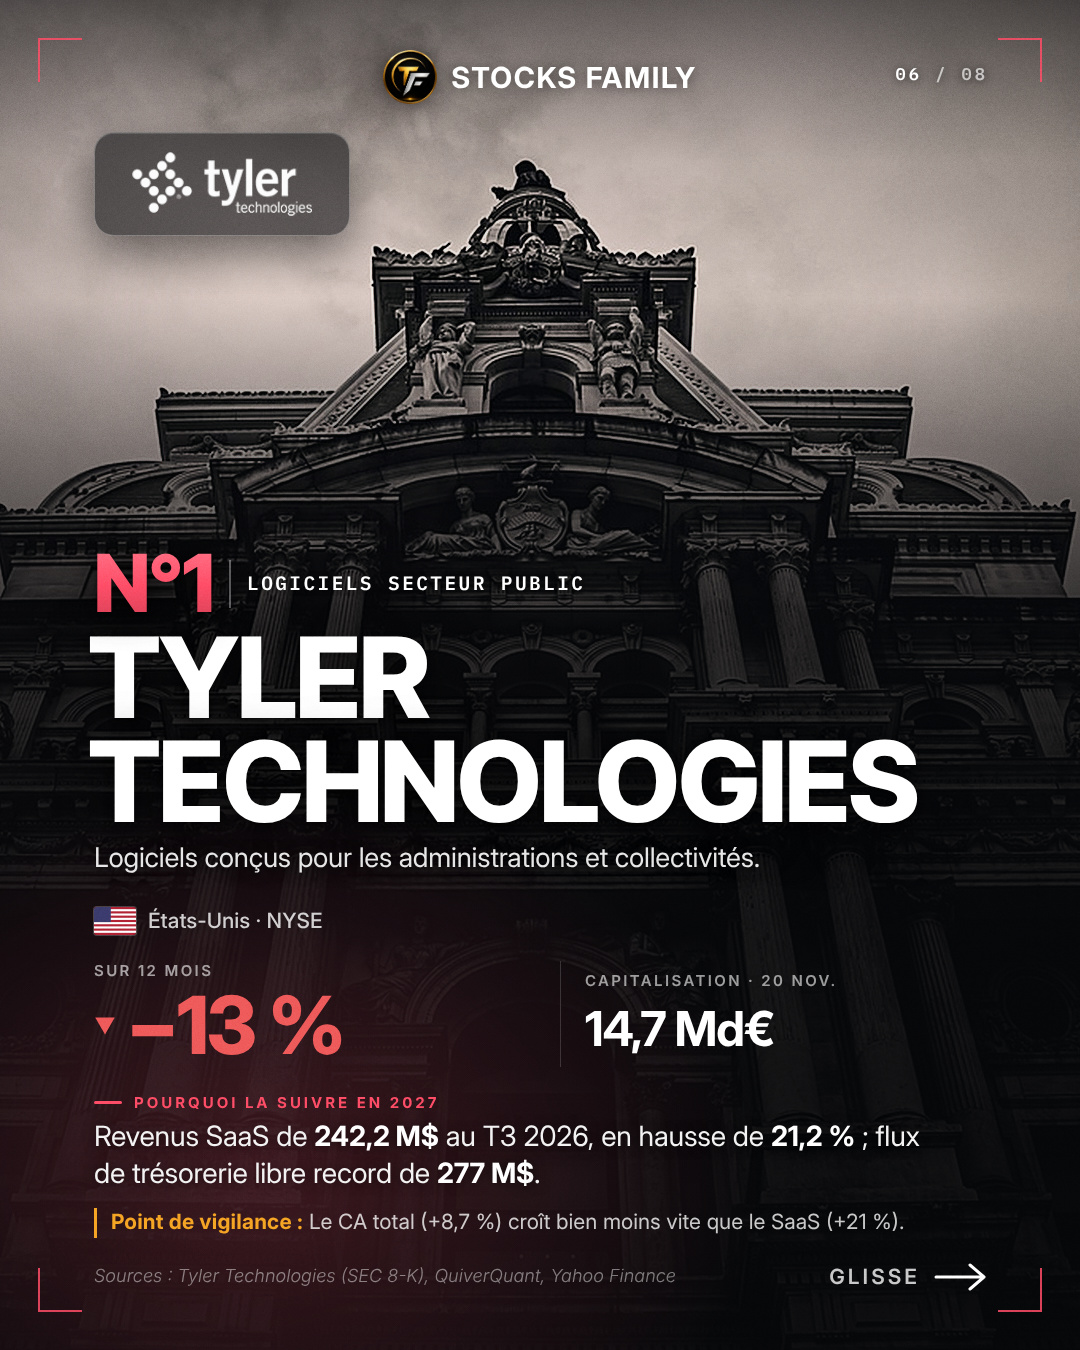 TF
STOCKS FAMILY
06 / 08
tyler
technologies
N°1
LOGICIELS SECTEUR PUBLIC
TYLER
TECHNOLOGIES
Logiciels conçus pour les administrations et collectivités.
États-Unis · NYSE
SUR 12 MOIS
▼ –13 %
CAPITALISATION · 20 NOV.
14,7 Md€
POURQUOI LA SUIVRE EN 2027
Revenus SaaS de 242,2 M$ au T3 2026, en hausse de 21,2 % ; flux
de trésorerie libre record de 277 M$.
Point de vigilance : Le CA total (+8,7 %) croît bien moins vite que le SaaS (+21 %).
Sources : Tyler Technologies (SEC 8-K), QuiverQuant, Yahoo Finance
GLISSE →